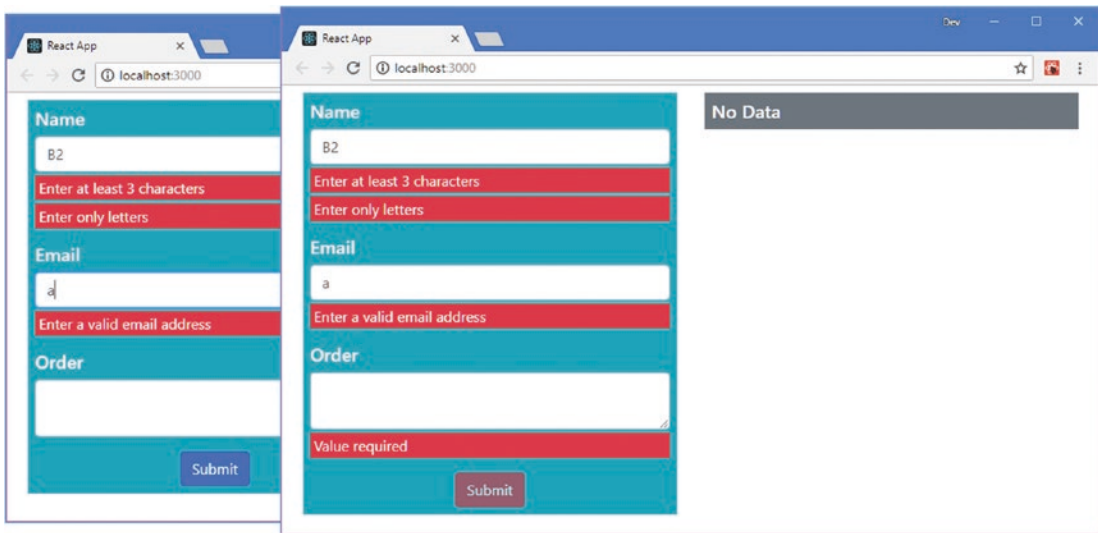 React App
localhost:3000
Name
B2
Enter at least 3 characters
Enter only letters
Email
a
Enter a valid email address
Order
Submit
Dev
React App
localhost:3000
Name
B2
Enter at least 3 characters
Enter only letters
Email
a
Enter a valid email address
Order
Value required
Submit
No Data